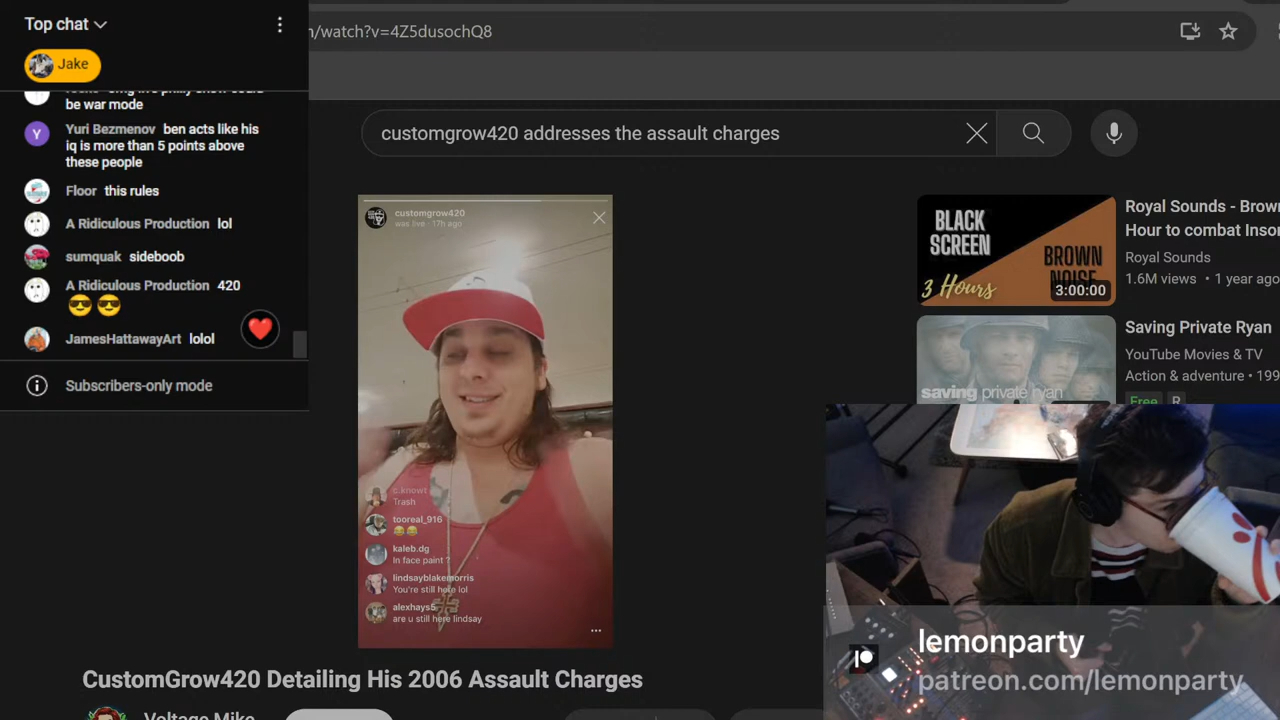 Top chat
Jake
be war mode
Yuri Bezmenov ben acts like his
iq is more than 5 points above
these people
Floor this rules
A Ridiculous Production lol
sumquak sideboob
A Ridiculous Production 420
JamesHattawayArt lolol
Subscribers-only mode
/watch?v=4Z5dusochQ8
customgrow420 addresses the assault charges
customgrow420
was live · 17h ago
c.knowt
Trash
tooreal_916
kaleb.dg
In face paint ?
lindsayblakemorris
You're still here lol
alexhays5
are u still here lindsay
CustomGrow420 Detailing His 2006 Assault Charges
Voltage Mike
BLACK
SCREEN
BROWN
NOISE
3 Hours
3:00:00
Royal Sounds - Brown
Hour to combat Insor
Royal Sounds
1.6M views • 1 year ago
saving private ryan
Saving Private Ryan
YouTube Movies & TV
Action & adventure • 199
Free R
lemonparty
patreon.com/lemonparty